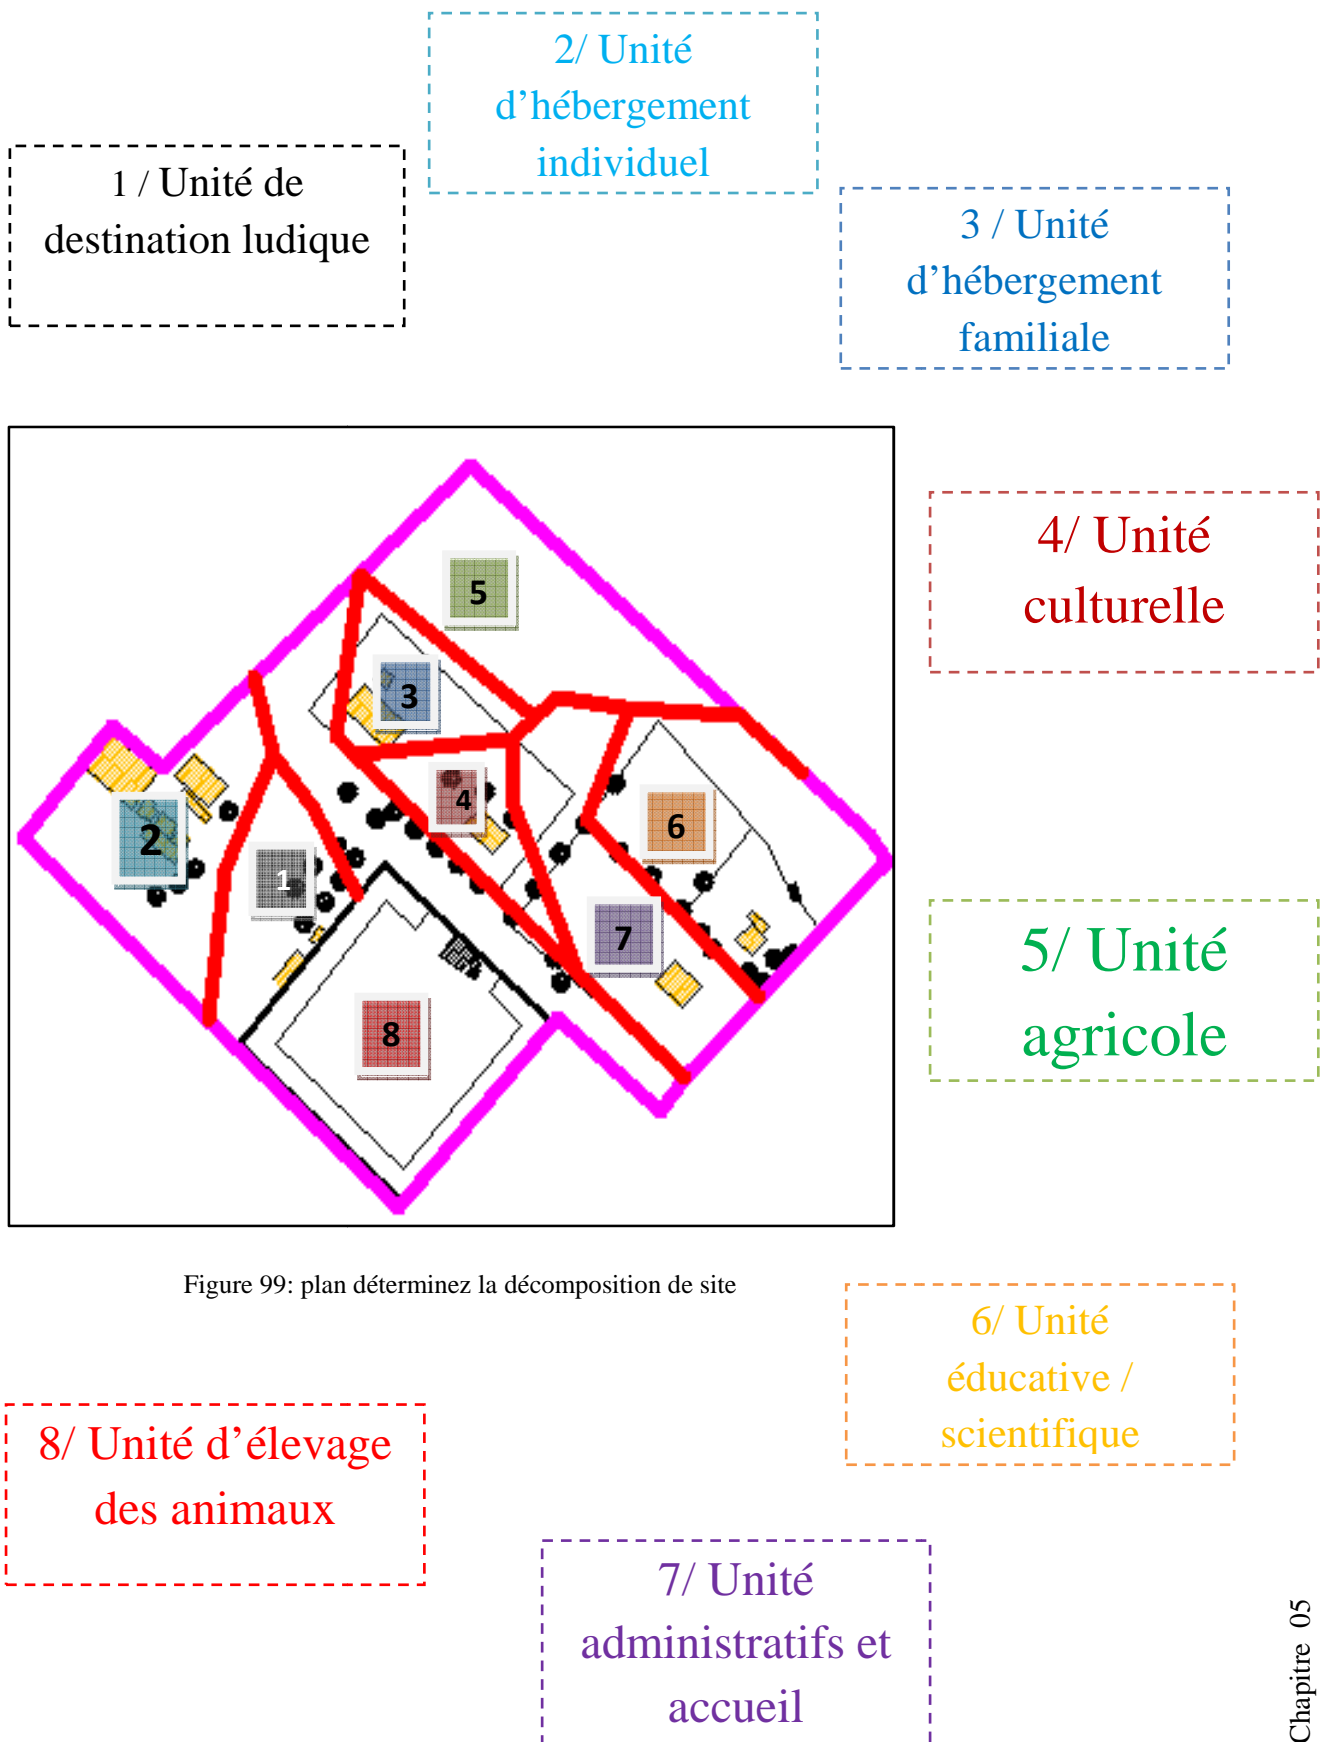 2/ Unité
d’hébergement
individuel
1 / Unité de
destination ludique
3 / Unité
d’hébergement
familiale
4/ Unité
culturelle
5
3
4
6
2
1
7
8
5/ Unité
agricole
Figure 99: plan déterminez la décomposition de site
6/ Unité
éducative /
scientifique
8/ Unité d’élevage
des animaux
7/ Unité
administratifs et
accueil
Chapitre 05